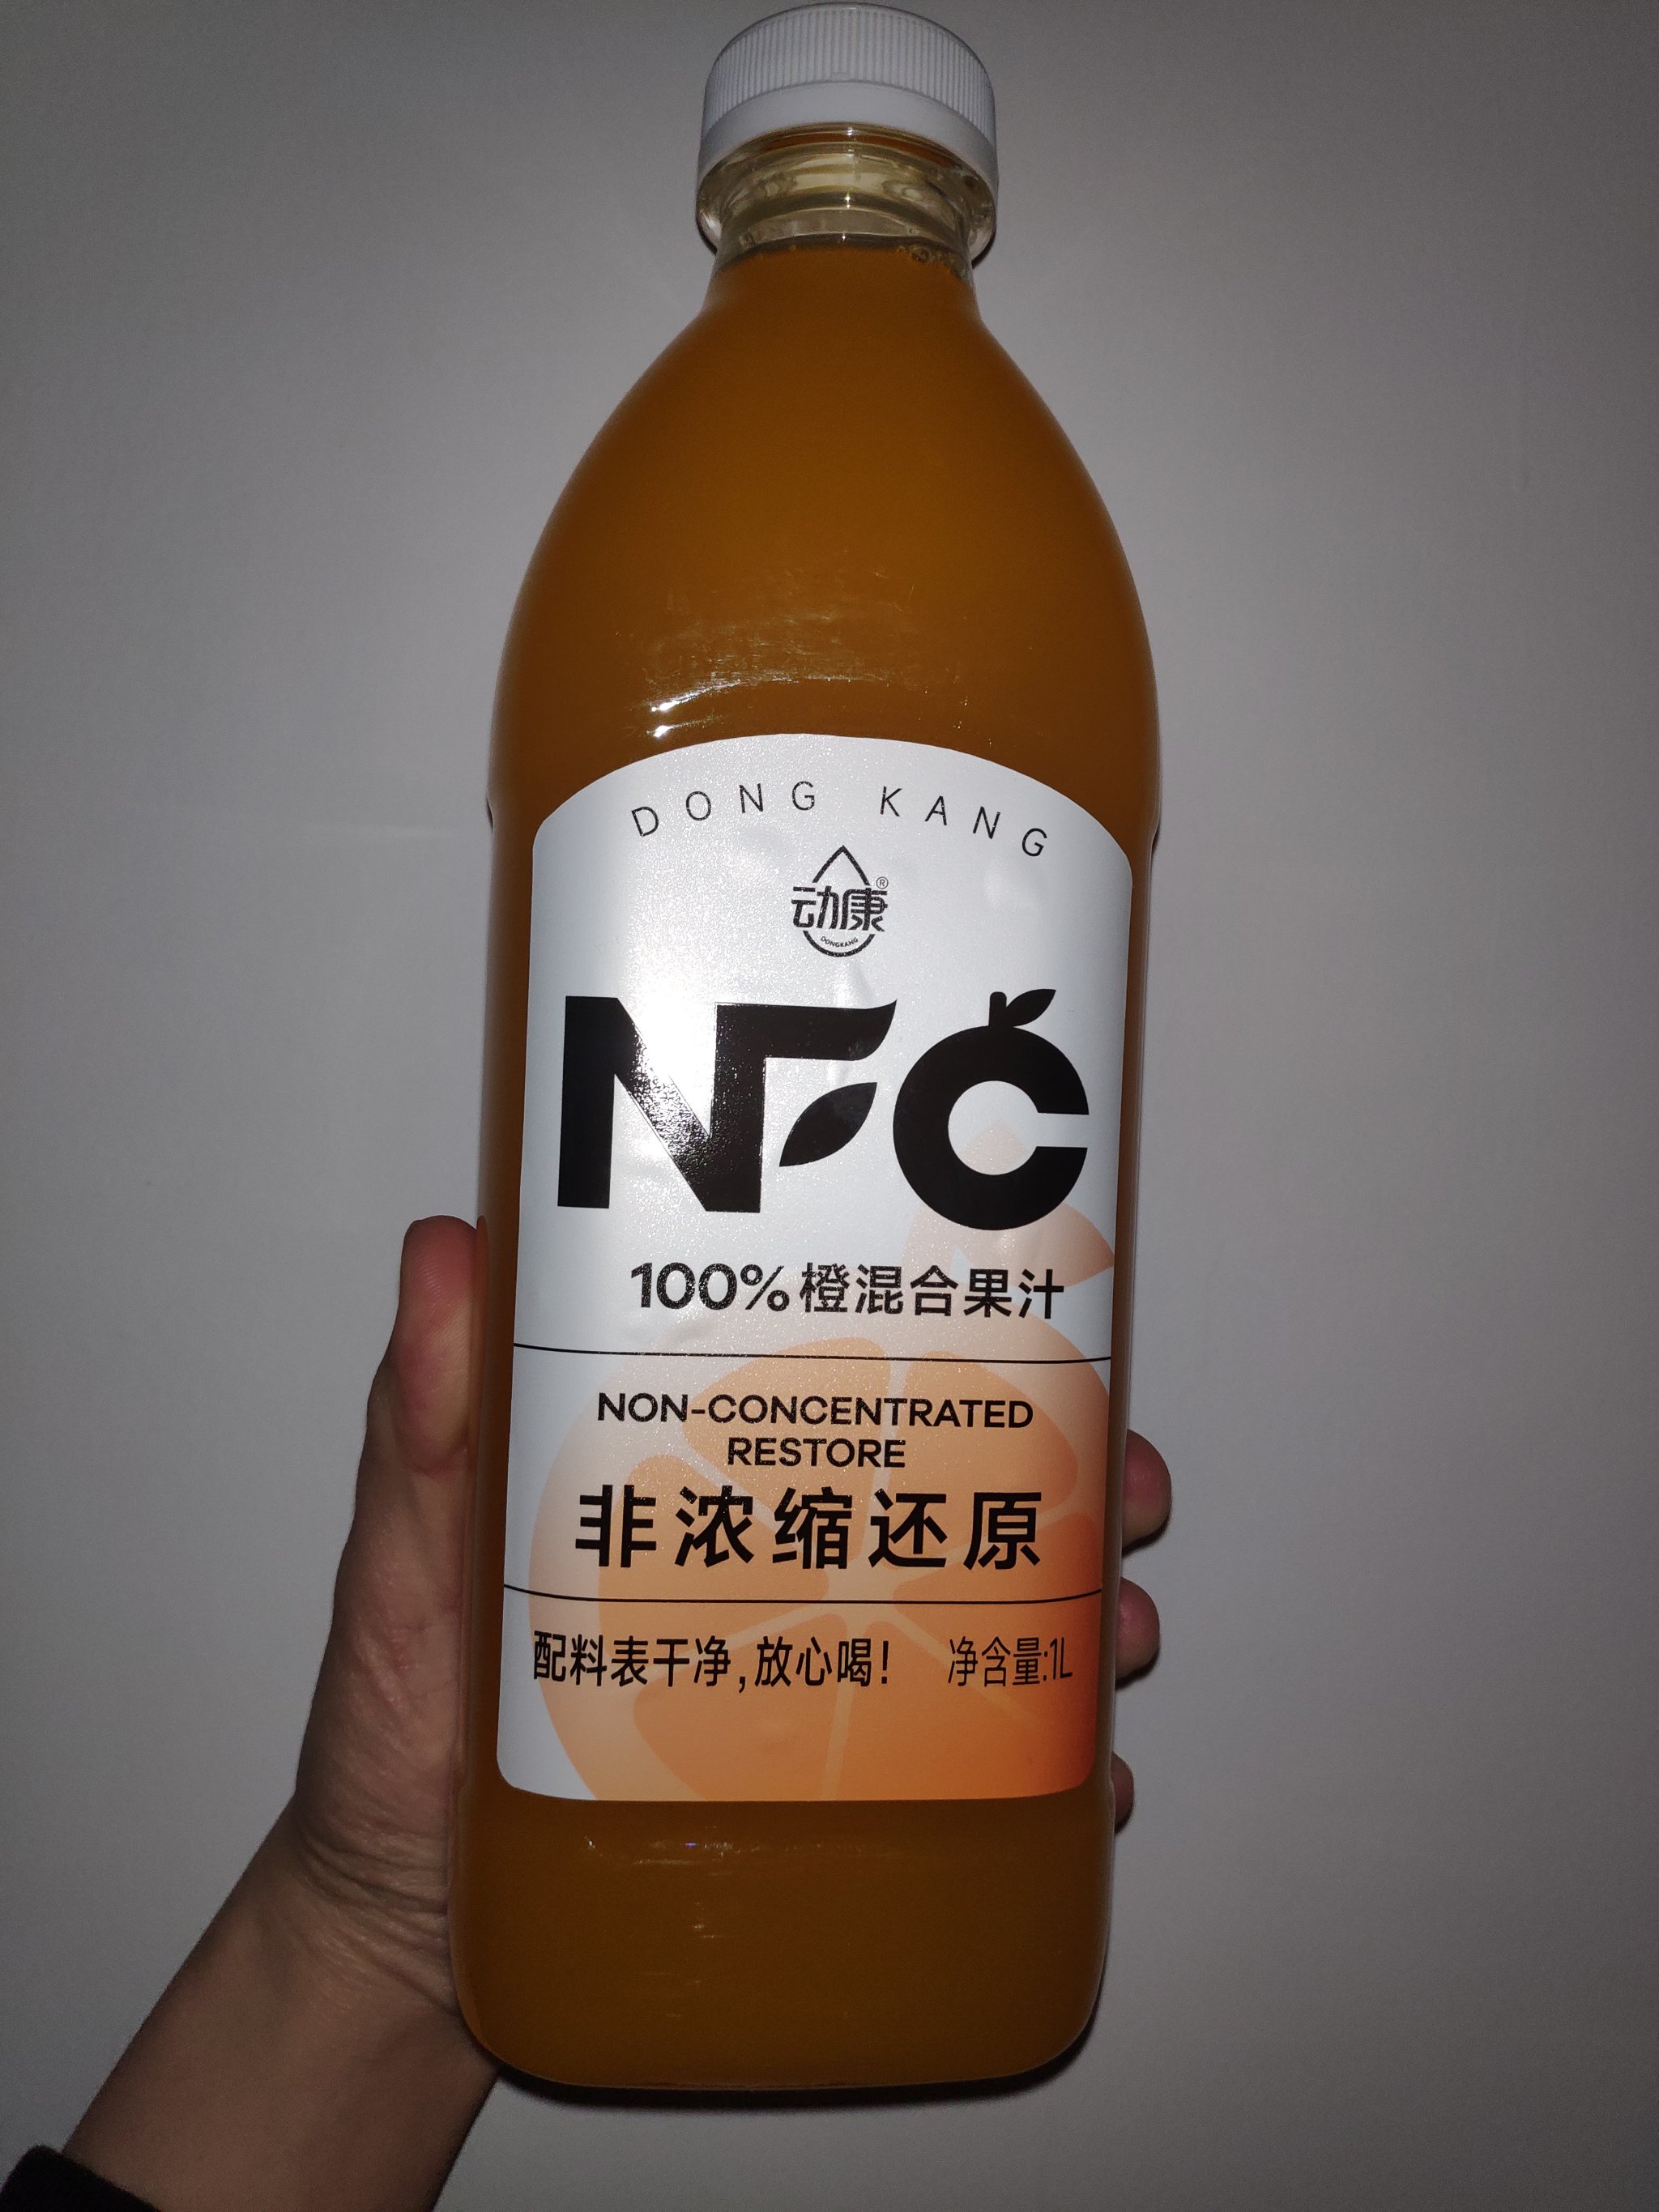 DONG KANG
动康®
DONGKANG
NFC
100%橙混合果汁
NON-CONCENTRATED
RESTORE
非浓缩还原
配料表干净,放心喝! 净含量:1L